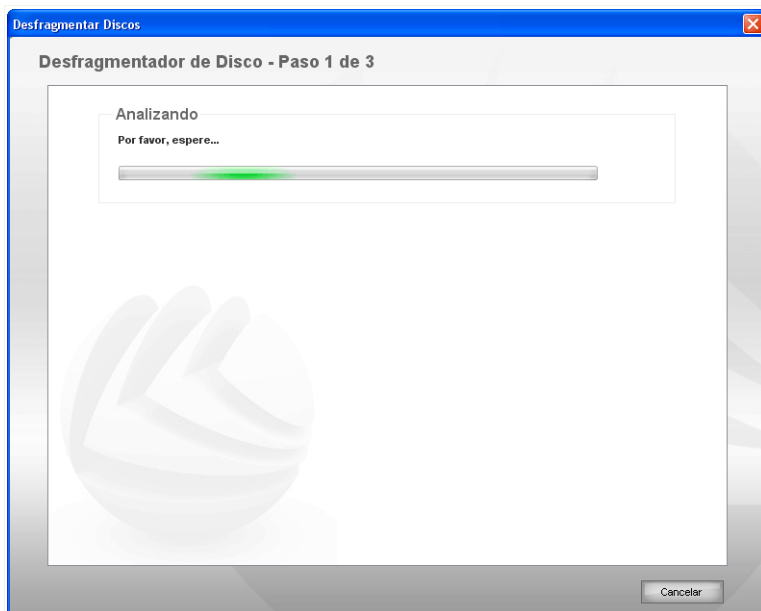 Desfragmentar Discos
Desfragmentador de Disco - Paso 1 de 3
Analizando
Por favor, espere...
Cancelar